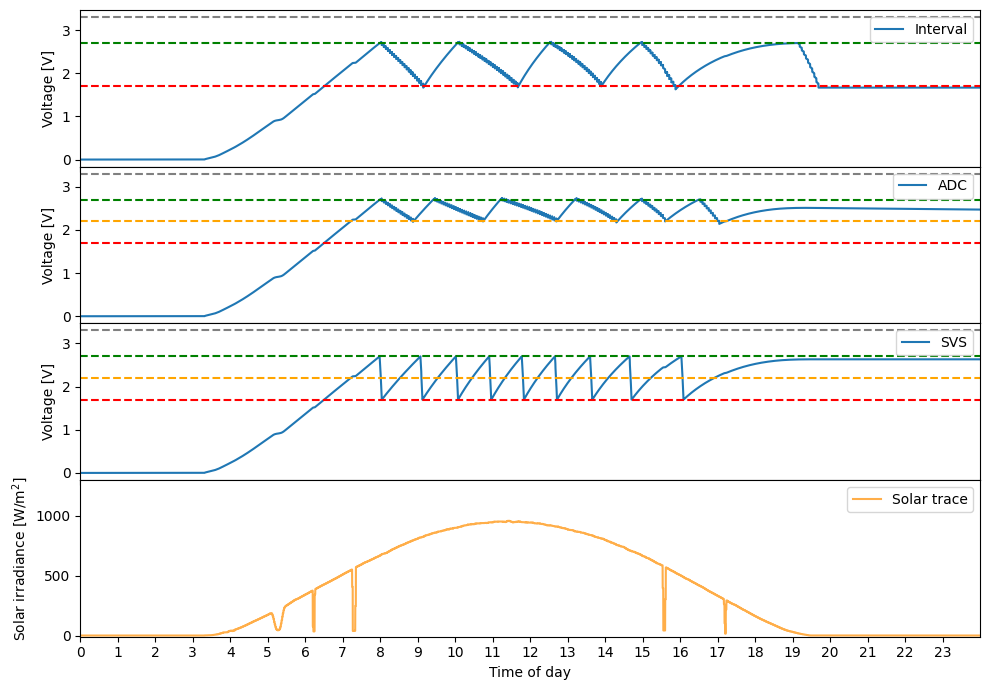 Voltage [V]
3
2
1
0
Interval
Voltage [V]
3
2
1
0
ADC
Voltage [V]
3
2
1
0
SVS
Solar irradiance [W/m²]
1000
500
0
Solar trace
0 1 2 3 4 5 6 7 8 9 10 11 12 13 14 15 16 17 18 19 20 21 22 23
Time of day